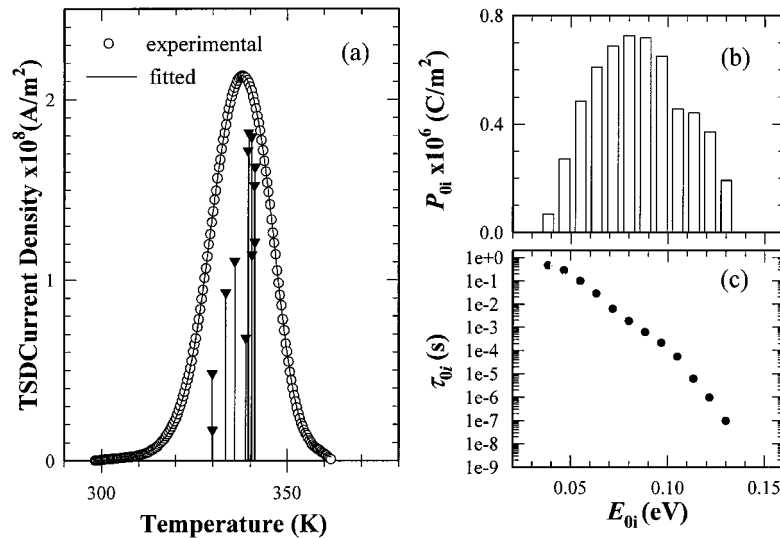 experimental
fitted
(a)
TSDCurrent Density x10⁸(A/m²)
2
1
0
300
350
Temperature (K)
(b)
P₀ᵢ x10⁶ (C/m²)
0.8
0.4
0.0
(c)
τ₀ᵢ (s)
1e+0
1e-1
1e-2
1e-3
1e-4
1e-5
1e-6
1e-7
1e-8
1e-9
0.05
0.10
0.15
E₀ᵢ (eV)